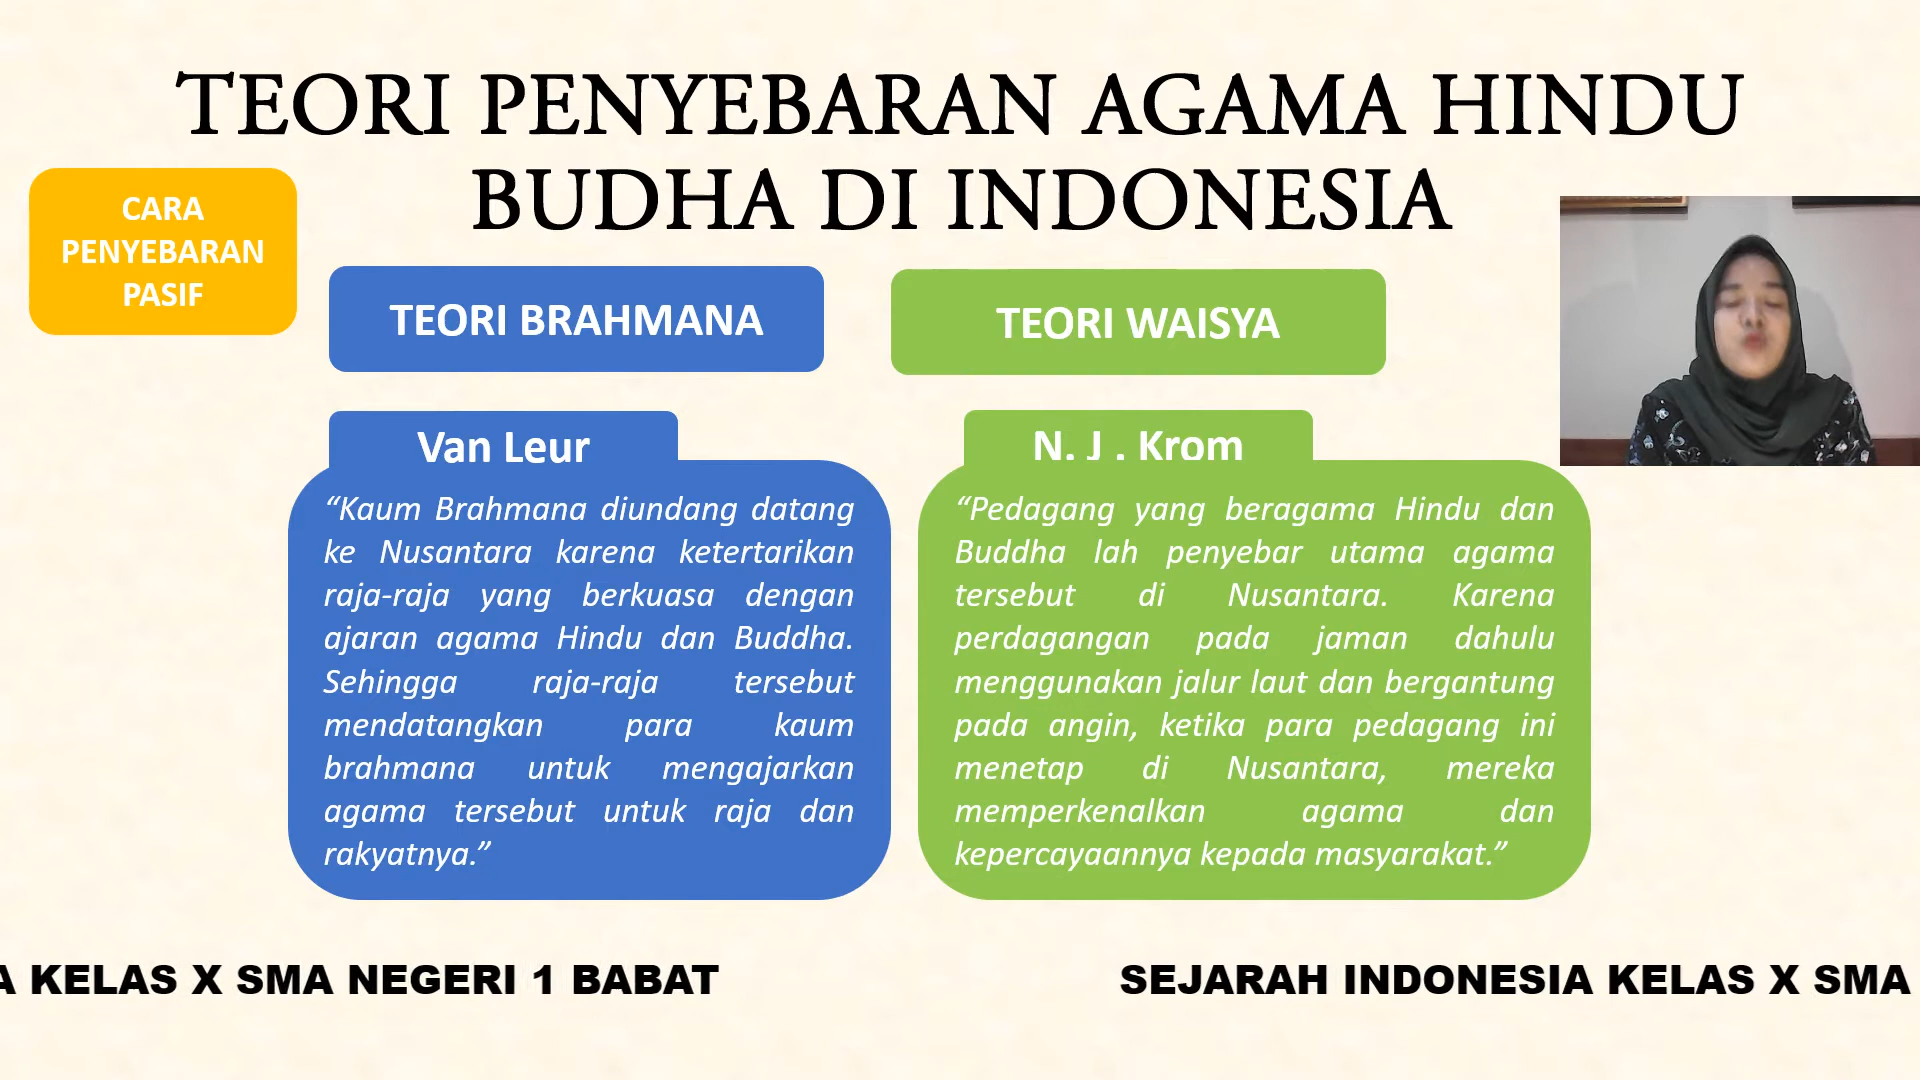 TEORI PENYEBARAN AGAMA HINDU
BUDHA DI INDONESIA
CARA
PENYEBARAN
PASIF
TEORI BRAHMANA
Van Leur
“Kaum Brahmana diundang datang
ke Nusantara karena ketertarikan
raja-raja yang berkuasa dengan
ajaran agama Hindu dan Buddha.
Sehingga raja-raja tersebut
mendatangkan para kaum
brahmana untuk mengajarkan
agama tersebut untuk raja dan
rakyatnya.”
TEORI WAISYA
N. J . Krom
“Pedagang yang beragama Hindu dan
Buddha lah penyebar utama agama
tersebut di Nusantara. Karena
perdagangan pada jaman dahulu
menggunakan jalur laut dan bergantung
pada angin, ketika para pedagang ini
menetap di Nusantara, mereka
memperkenalkan agama dan
kepercayaannya kepada masyarakat.”
A KELAS X SMA NEGERI 1 BABAT
SEJARAH INDONESIA KELAS X SMA